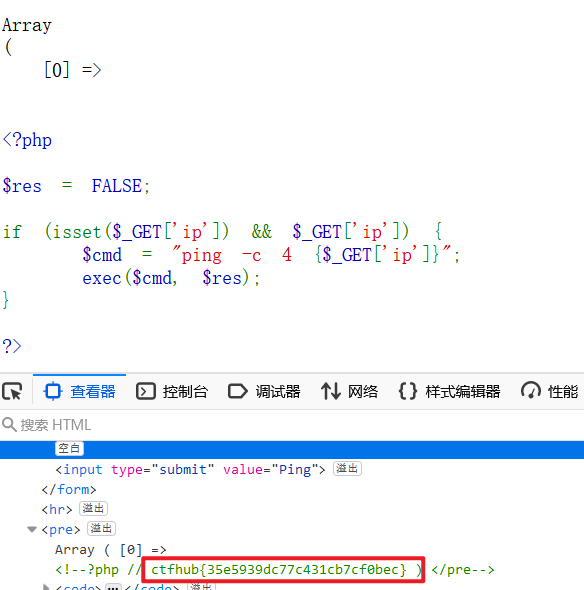 Array
(
[0] =>
<?php
$res = FALSE;
if (isset($_GET['ip']) && $_GET['ip']) {
$cmd = "ping -c 4 {$_GET['ip']}";
exec($cmd, $res);
}
?>
查看器 控制台 调试器 网络 样式编辑器 性能
搜索 HTML
空白
<input type="submit" value="Ping"> 溢出
</form>
<hr> 溢出
<pre> 溢出
Array ( [0] =>
<!--?php // ctfhub{35e5939dc77c431cb7cf0bec} ) </pre-->
<code> </code> 溢出